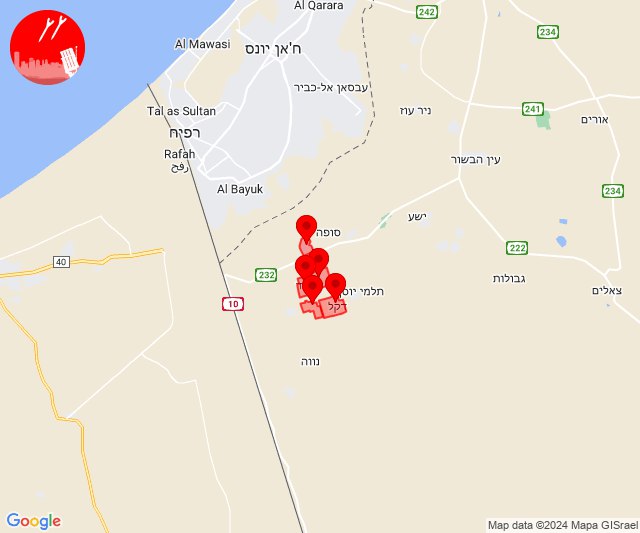 Al Qarara
242
234
Al Mawasi
ח'אן יונס
עבסאן אל-כביר
Tal as Sultan
ניר עוז
241
אורים
רפיח
Rafah
رفح
עין הבשור
Al Bayuk
234
ישע
סופה
222
40
232
גבולות
תלמי יוס
צאלים
10
דקל
נווה
Google
Map data ©2024 Mapa GISrael